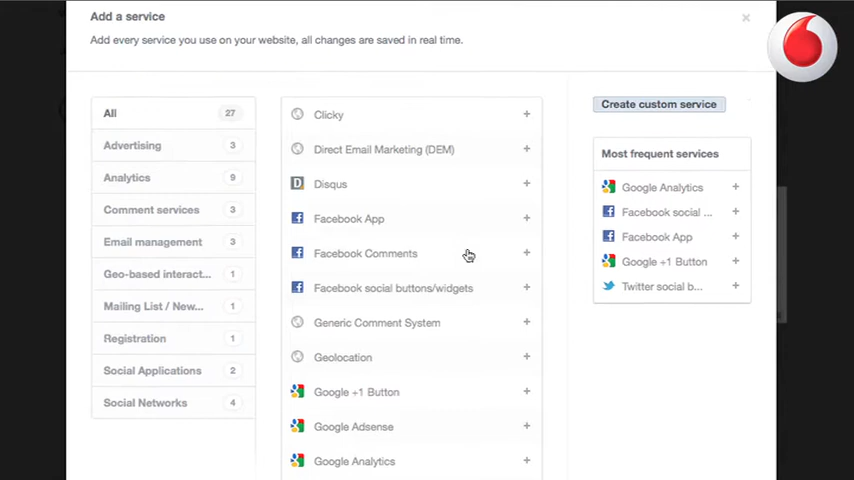 Add a service
Add every service you use on your website, all changes are saved in real time.
All 27
Advertising 3
Analytics 9
Comment services 3
Email management 3
Geo-based interact... 1
Mailing List / New... 1
Registration 1
Social Applications 2
Social Networks 4
Clicky +
Direct Email Marketing (DEM) +
D Disqus +
Facebook App +
Facebook Comments +
Facebook social buttons/widgets +
Generic Comment System +
Geolocation +
Google +1 Button +
Google Adsense +
Google Analytics +
Create custom service
Most frequent services
Google Analytics +
Facebook social ... +
Facebook App +
Google +1 Button +
Twitter social b... +